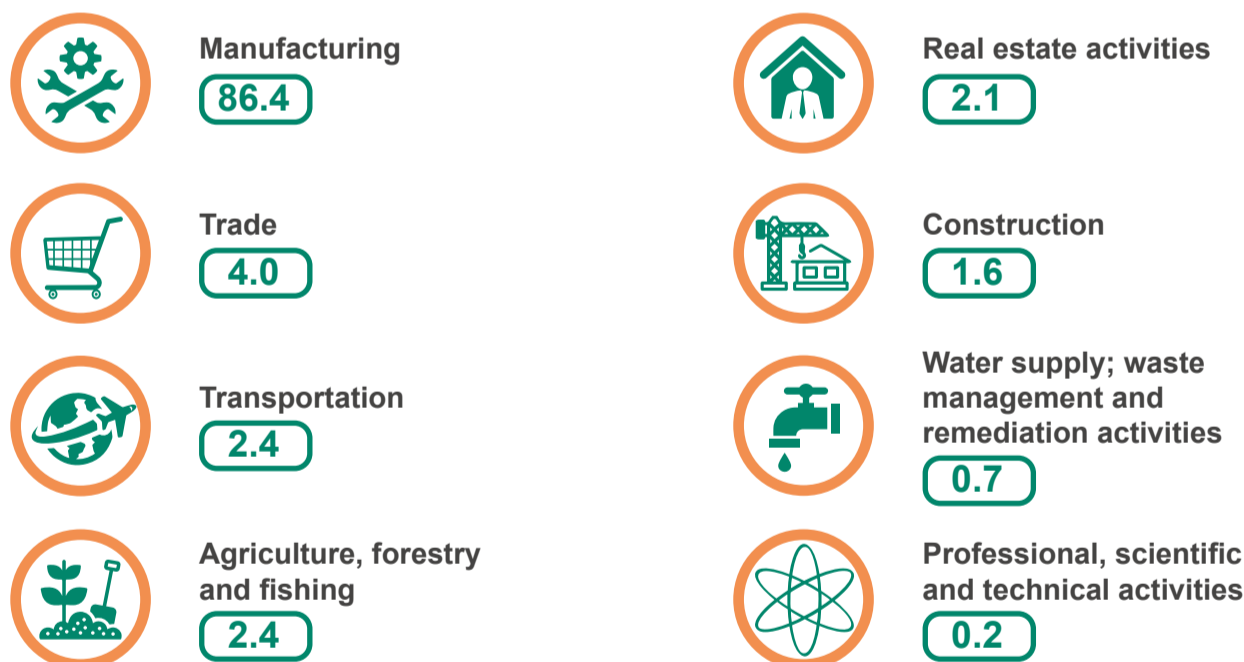 Manufacturing
86.4
Trade
4.0
Transportation
2.4
Agriculture, forestry
and fishing
2.4
Real estate activities
2.1
Construction
1.6
Water supply; waste
management and
remediation activities
0.7
Professional, scientific
and technical activities
0.2